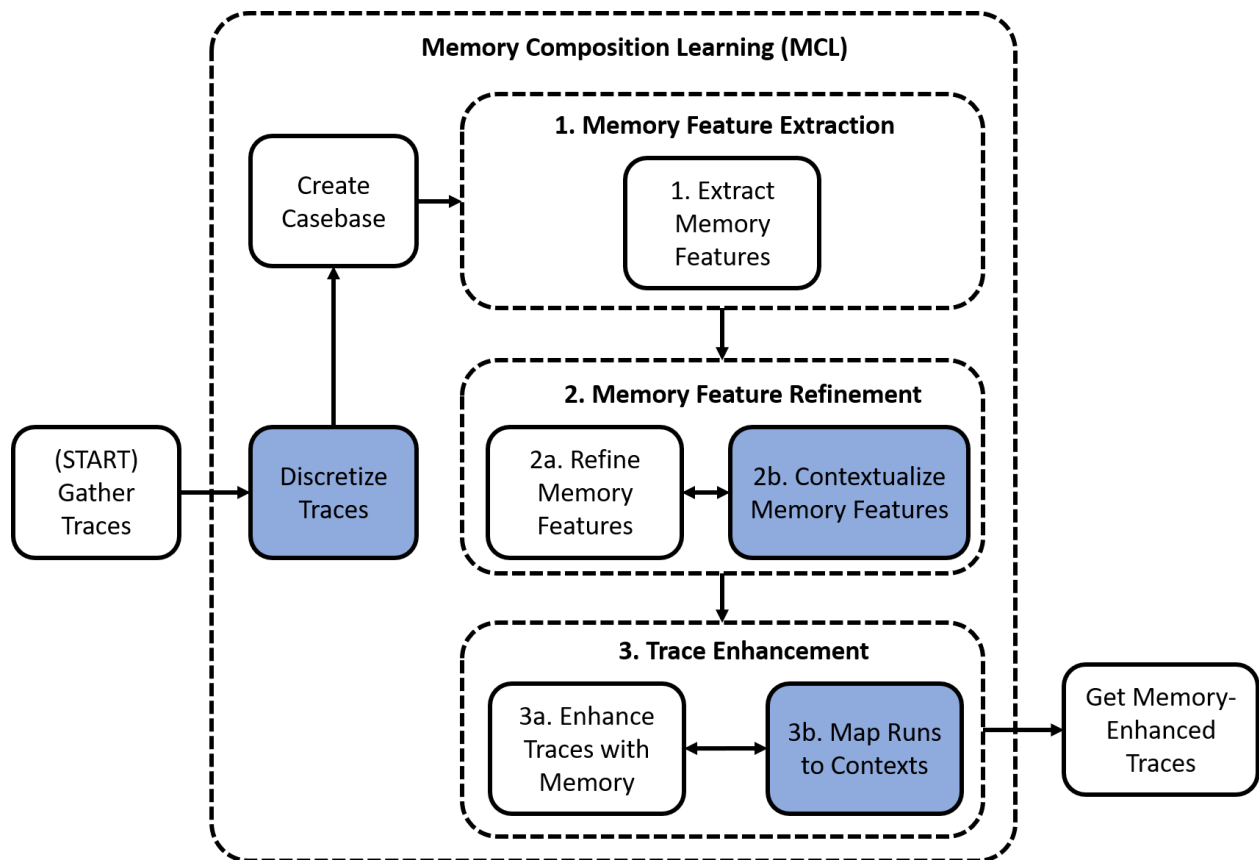 Memory Composition Learning (MCL)
(START)
Gather
Traces
Discretize
Traces
Create
Casebase
1. Memory Feature Extraction
1. Extract
Memory
Features
2. Memory Feature Refinement
2a. Refine
Memory
Features
2b. Contextualize
Memory Features
3. Trace Enhancement
3a. Enhance
Traces with
Memory
3b. Map Runs
to Contexts
Get Memory-
Enhanced
Traces